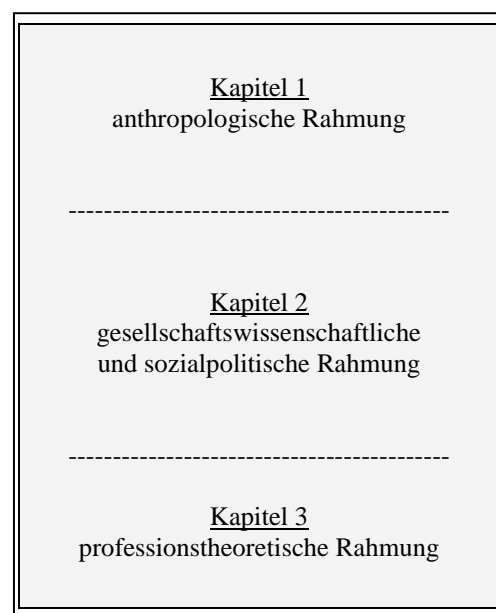 Kapitel 1
anthropologische Rahmung
-------------------------------------------
Kapitel 2
gesellschaftswissenschaftliche
und sozialpolitische Rahmung
-------------------------------------------
Kapitel 3
professionstheoretische Rahmung